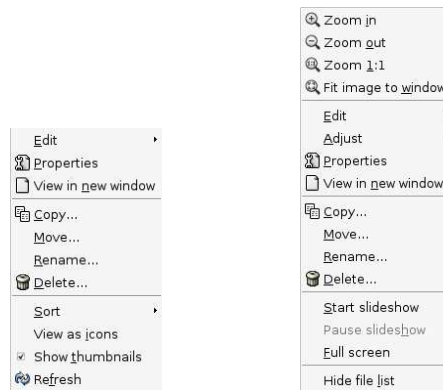 Edit
Properties
View in new window
Copy...
Move...
Rename...
Delete...
Sort
View as icons
Show thumbnails
Refresh
Zoom in
Zoom out
Zoom 1:1
Fit image to window
Edit
Adjust
Properties
View in new window
Copy...
Move...
Rename...
Delete...
Start slideshow
Pause slideshow
Full screen
Hide file list